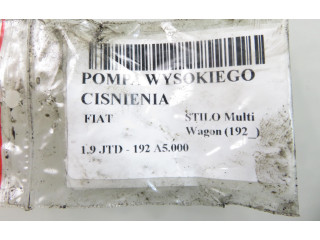 POMPA WYSOKIEGO
CISNIENIA
FIAT STILO Multi
Wagon (192_)
1.9 JTD - 192 A5.000